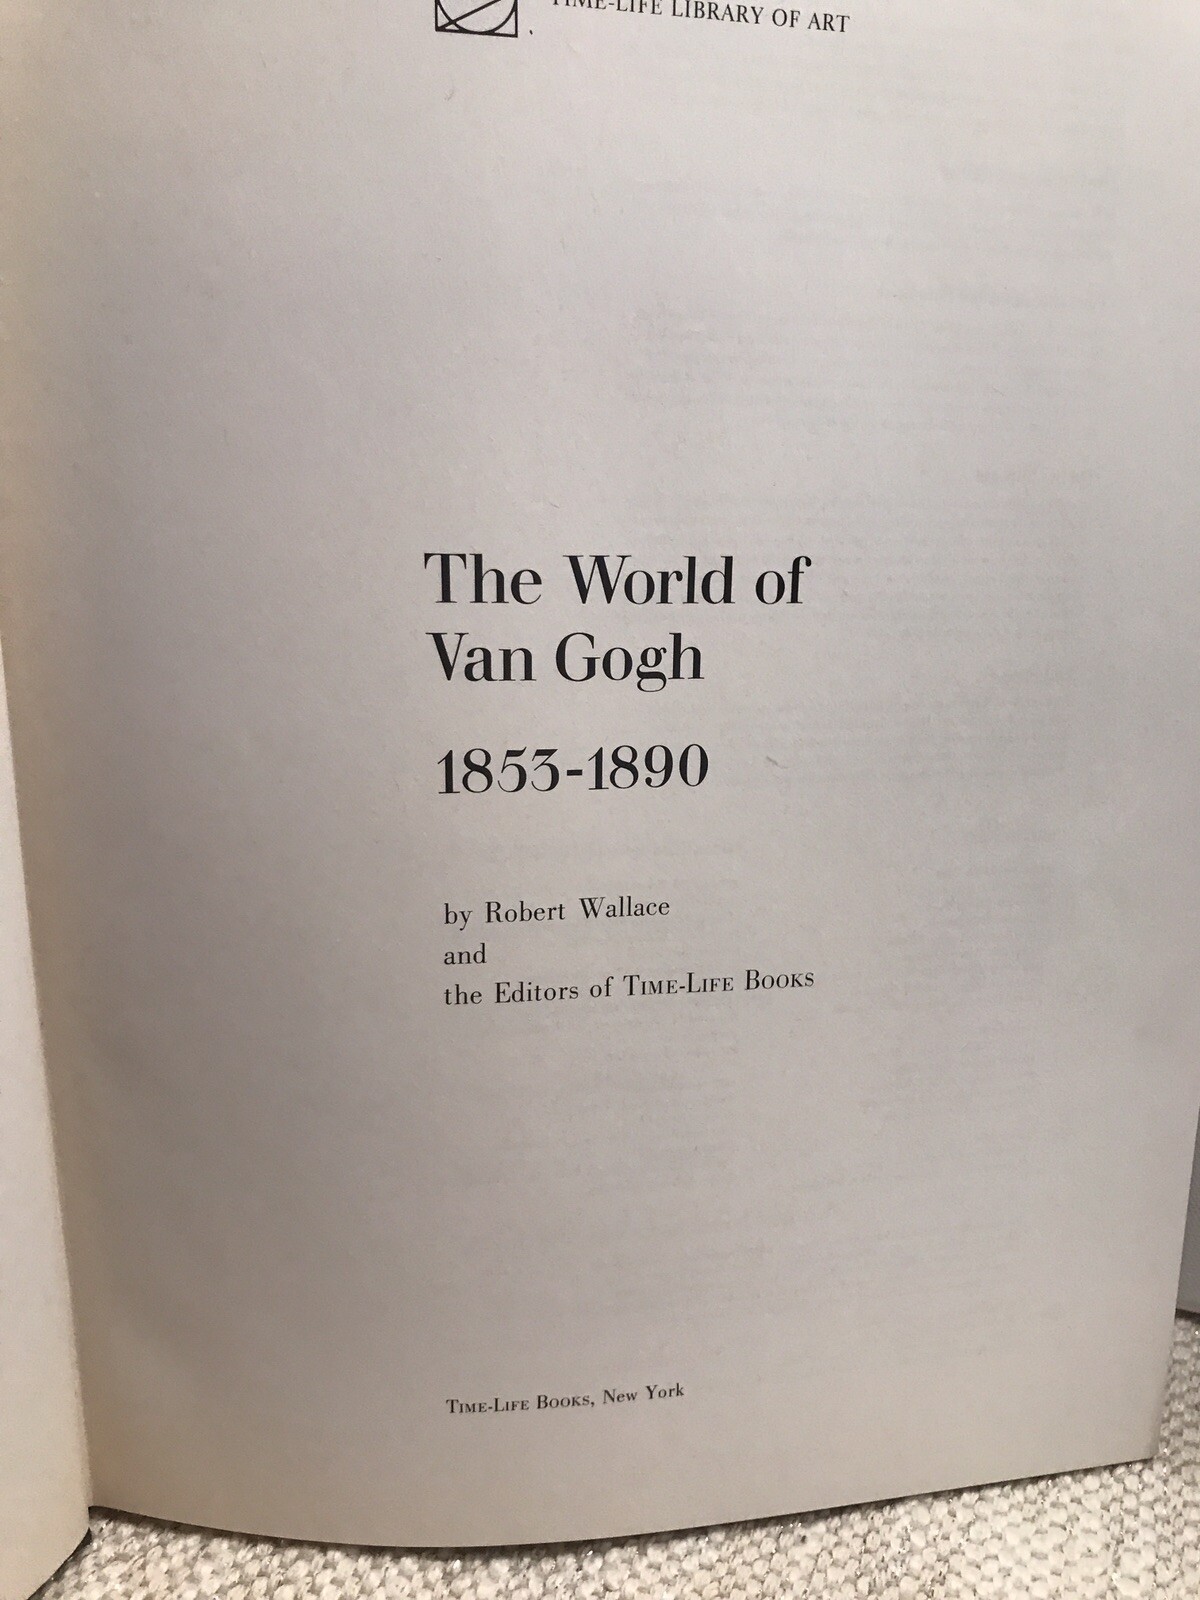 TIME-LIFE LIBRARY OF ART
The World of
Van Gogh
1853-1890
by Robert Wallace
and
the Editors of TIME-LIFE BOOKS
TIME-LIFE BOOKS, New York